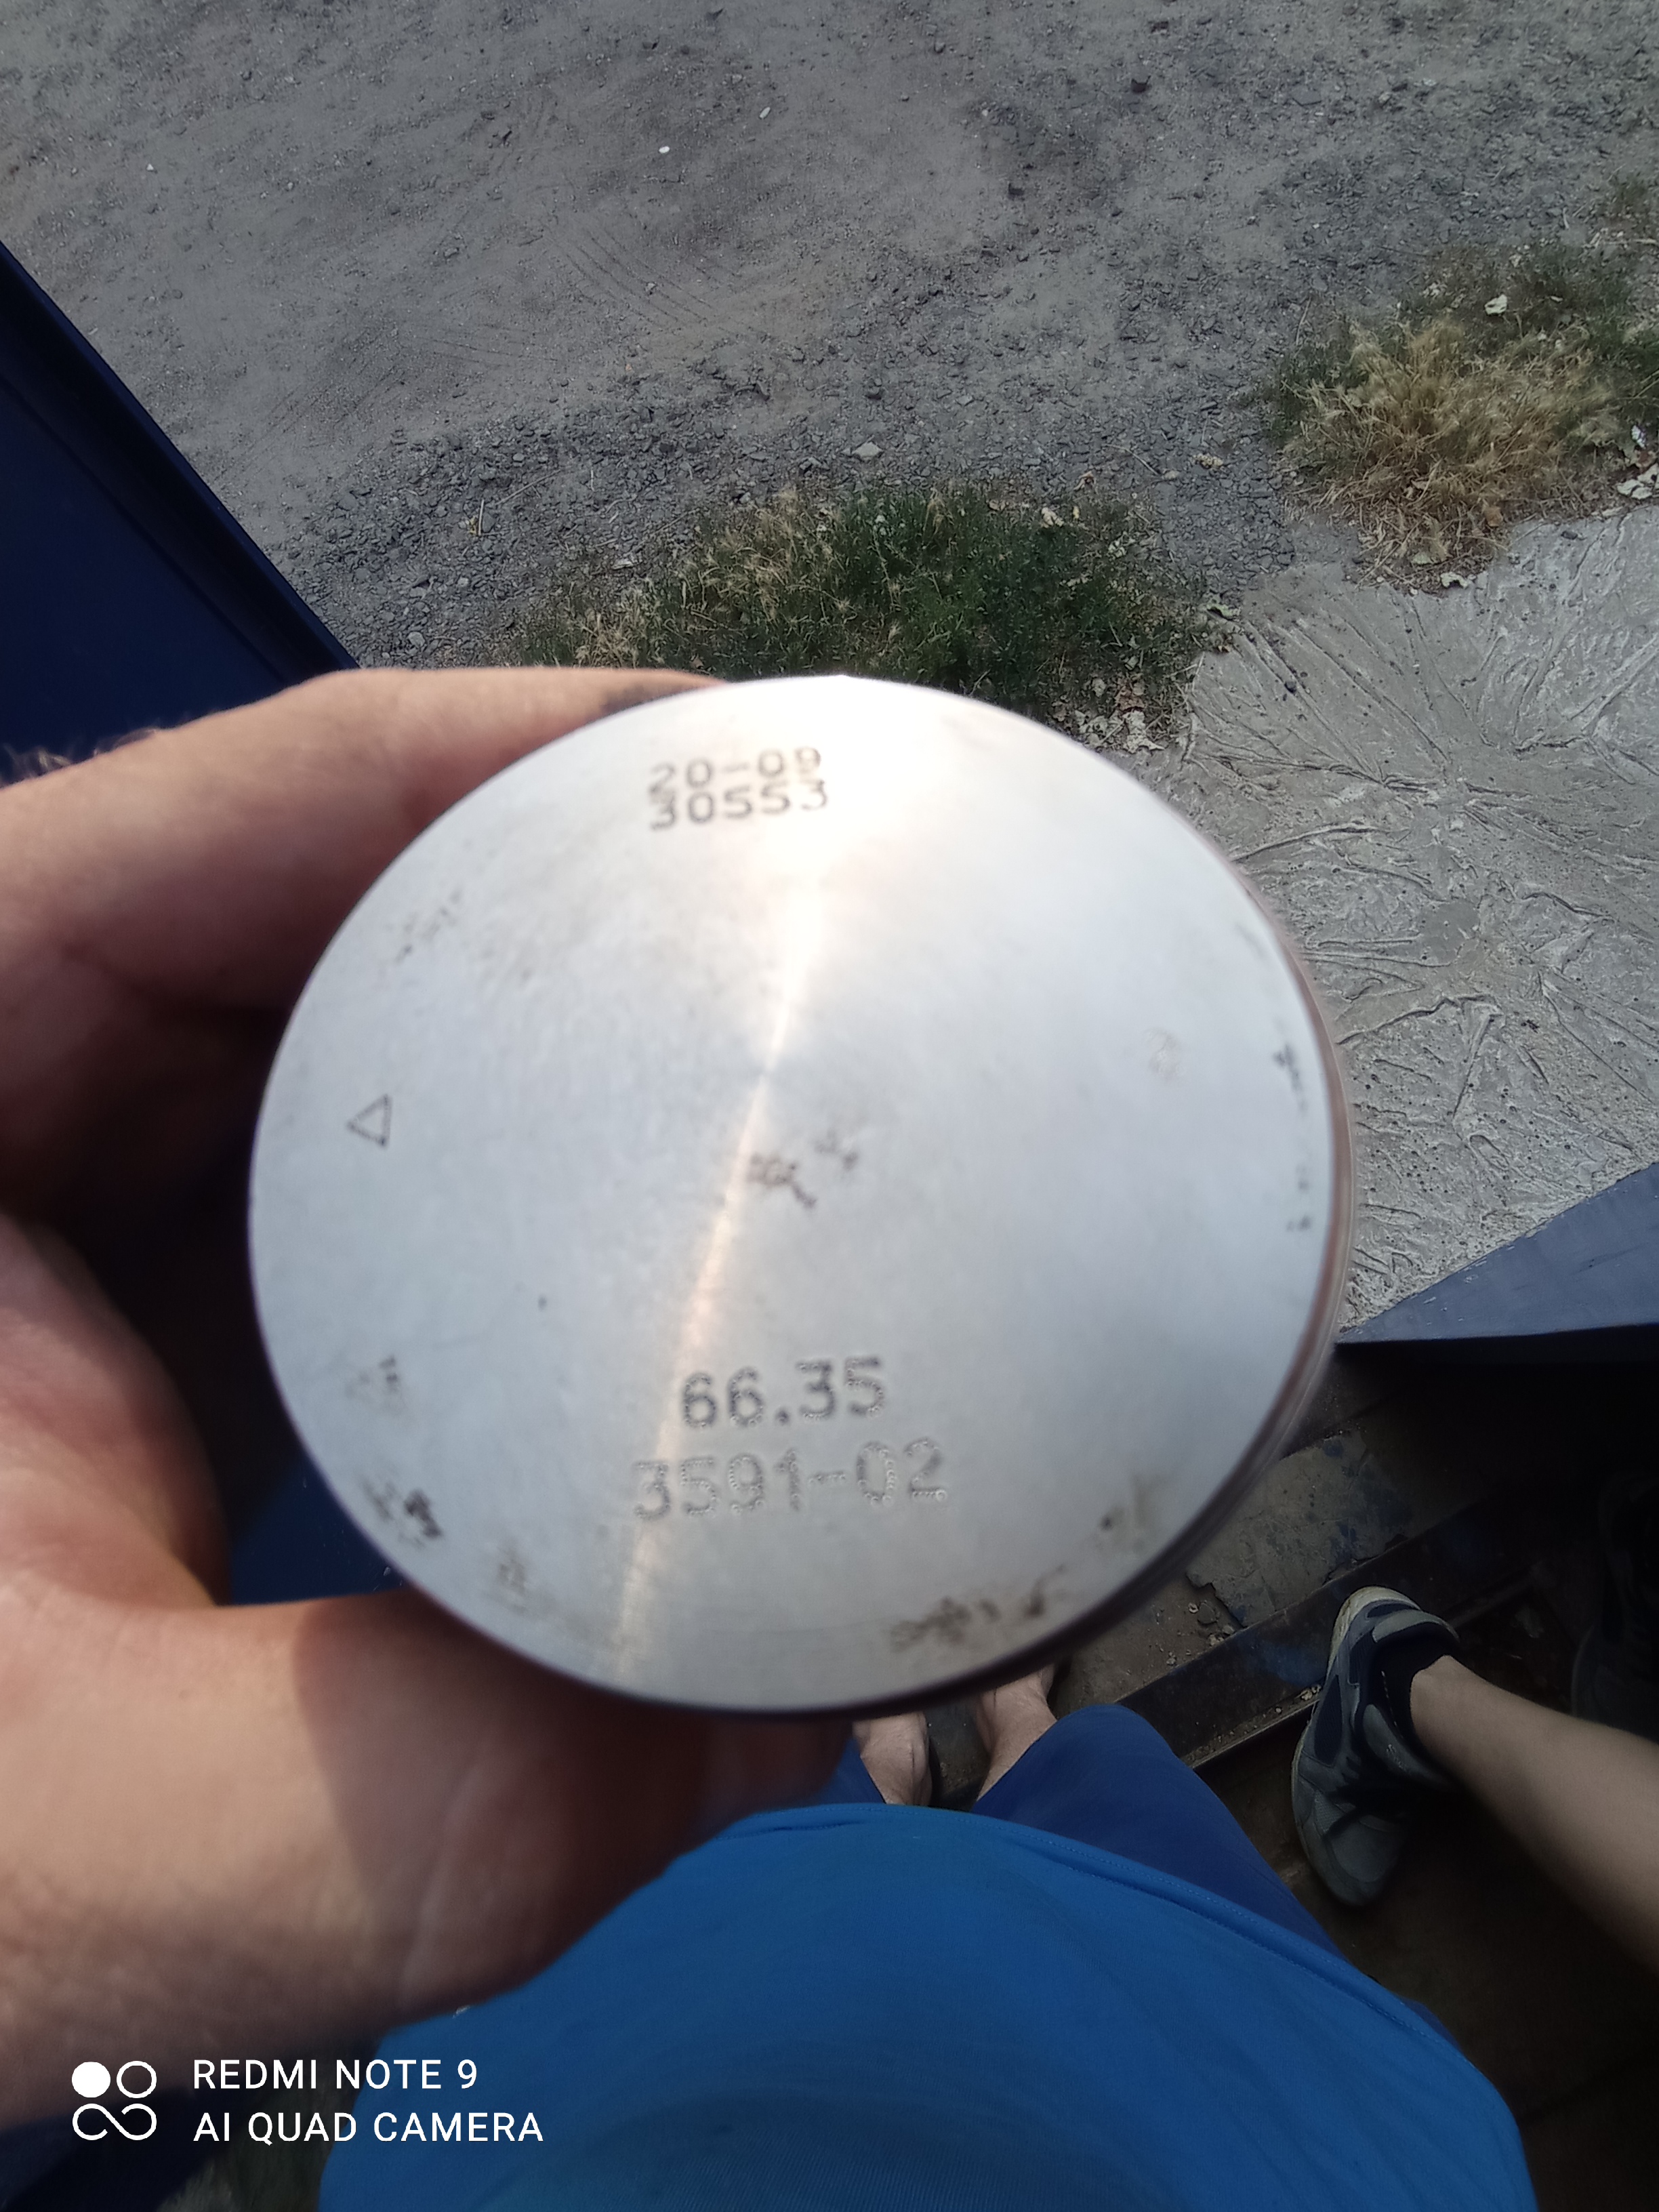 20-09
30553
66.35
3591-02
REDMI NOTE 9
AI QUAD CAMERA